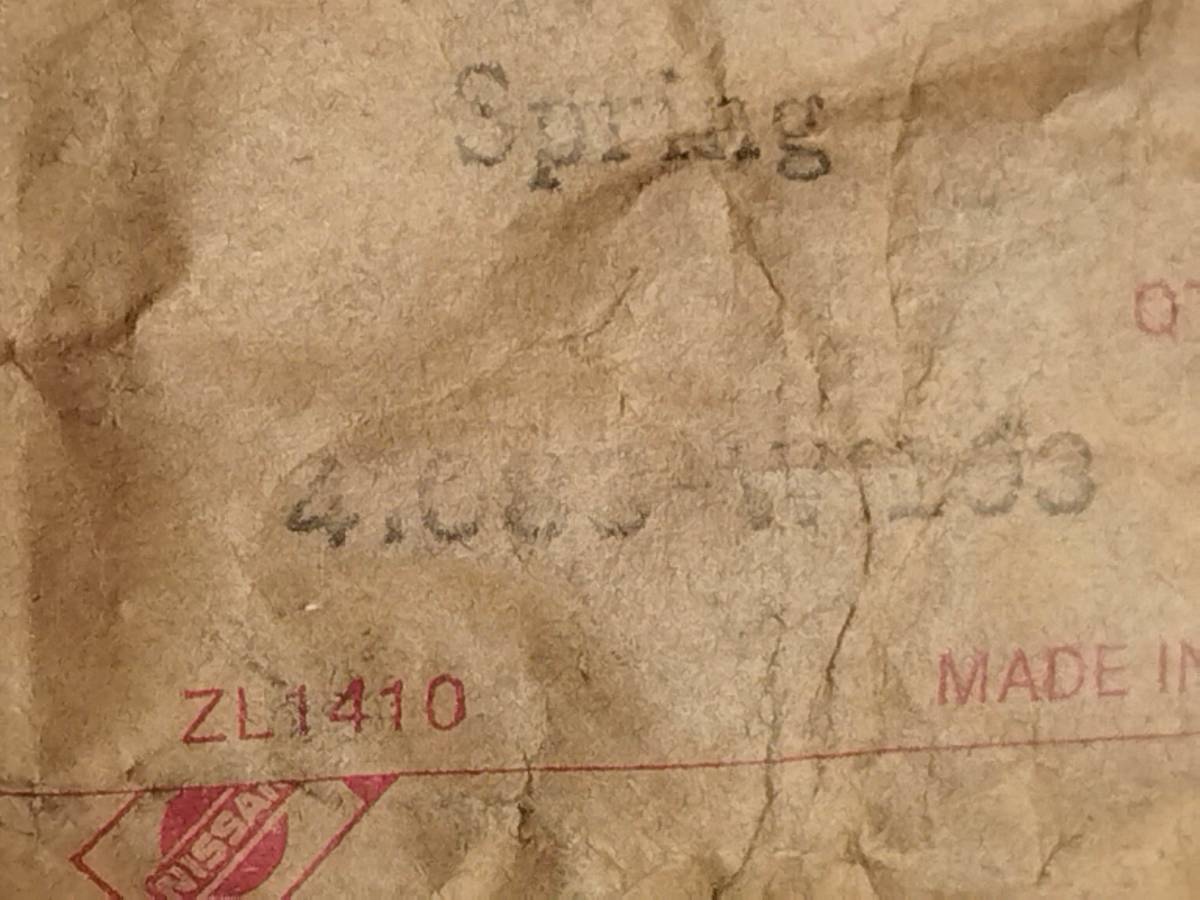 Spring
QT
ZL1410
MADE IN
NISSAN